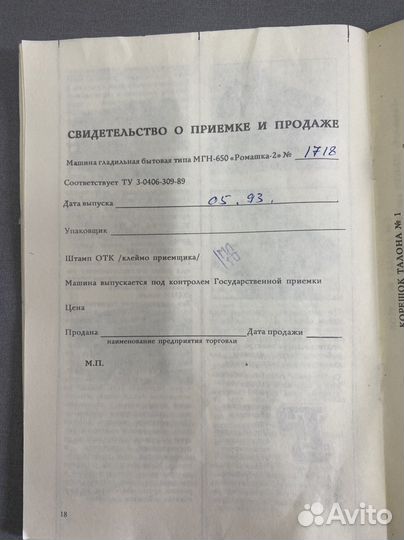 СВИДЕТЕЛЬСТВО О ПРИЕМКЕ И ПРОДАЖЕ
Машина гладильная бытовая типа МГН-650 «Ромашка-2» № 1718
Соответствует ТУ 3-0406-309-89
Дата выпуска 05. 93.
Упаковщик
Штамп ОТК /клеймо приемщика/
Машина выпускается под контролем Государственной приемки
Цена
Продана Дата продажи
наименование предприятия торговли
М.П.
18
КОРЕШОК ТАЛОНА № 1
Avito